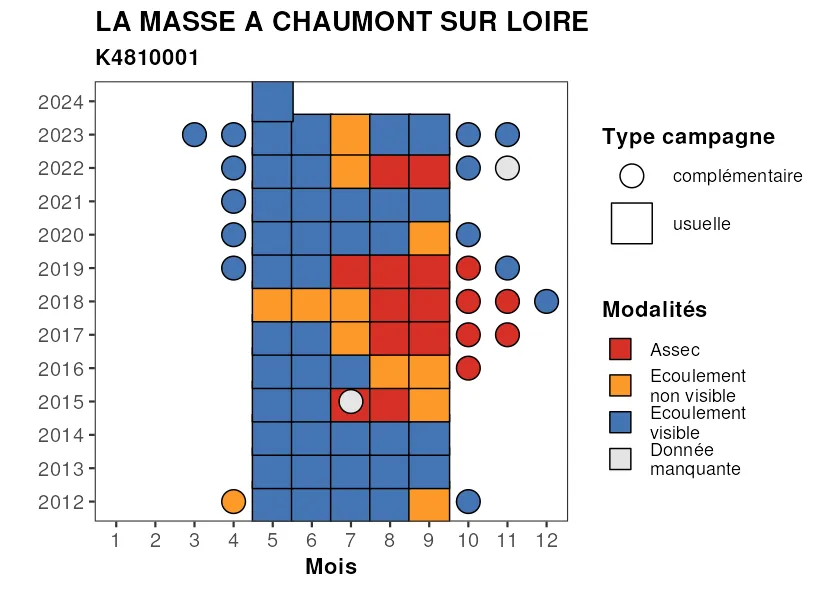 LA MASSE A CHAUMONT SUR LOIRE
K4810001
2024
2023
2022
2021
2020
2019
2018
2017
2016
2015
2014
2013
2012
1 2 3 4 5 6 7 8 9 10 11 12
Mois
Type campagne
complémentaire
usuelle
Modalités
Assec
Ecoulement
non visible
Ecoulement
visible
Donnée
manquante